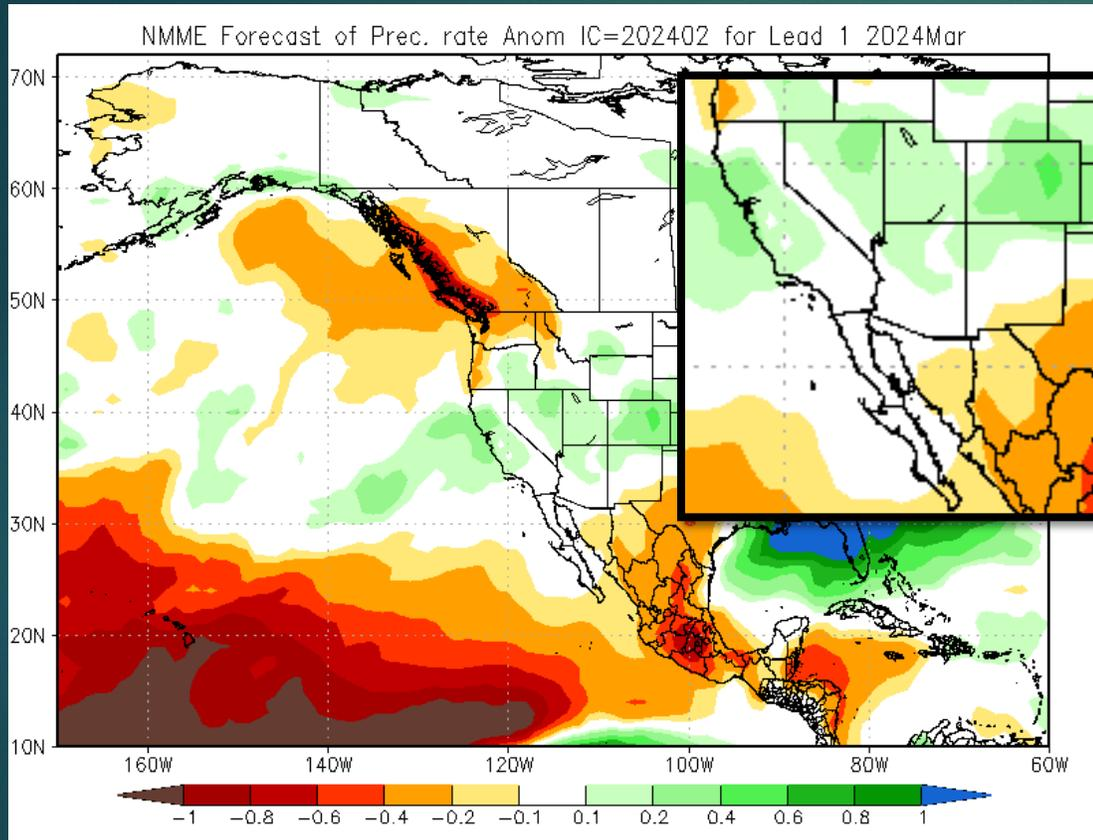 NMME Forecast of Prec. rate Anom IC=202402 for Lead 1 2024Mar
70N
60N
50N
40N
30N
20N
10N
160W 140W 120W 100W 80W 60W
-1 -0.8 -0.6 -0.4 -0.2 -0.1 0.1 0.2 0.4 0.6 0.8 1